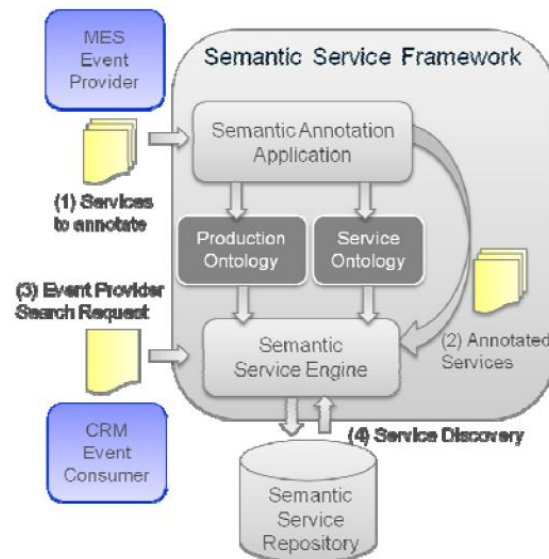 MES
Event
Provider
Semantic Service Framework
Semantic Annotation
Application
(1) Services
to annotate
Production
Ontology
Service
Ontology
(3) Event Provider
Search Request
(2) Annotated
Services
Semantic
Service Engine
CRM
Event
Consumer
(4) Service Discovery
Semantic
Service
Repository